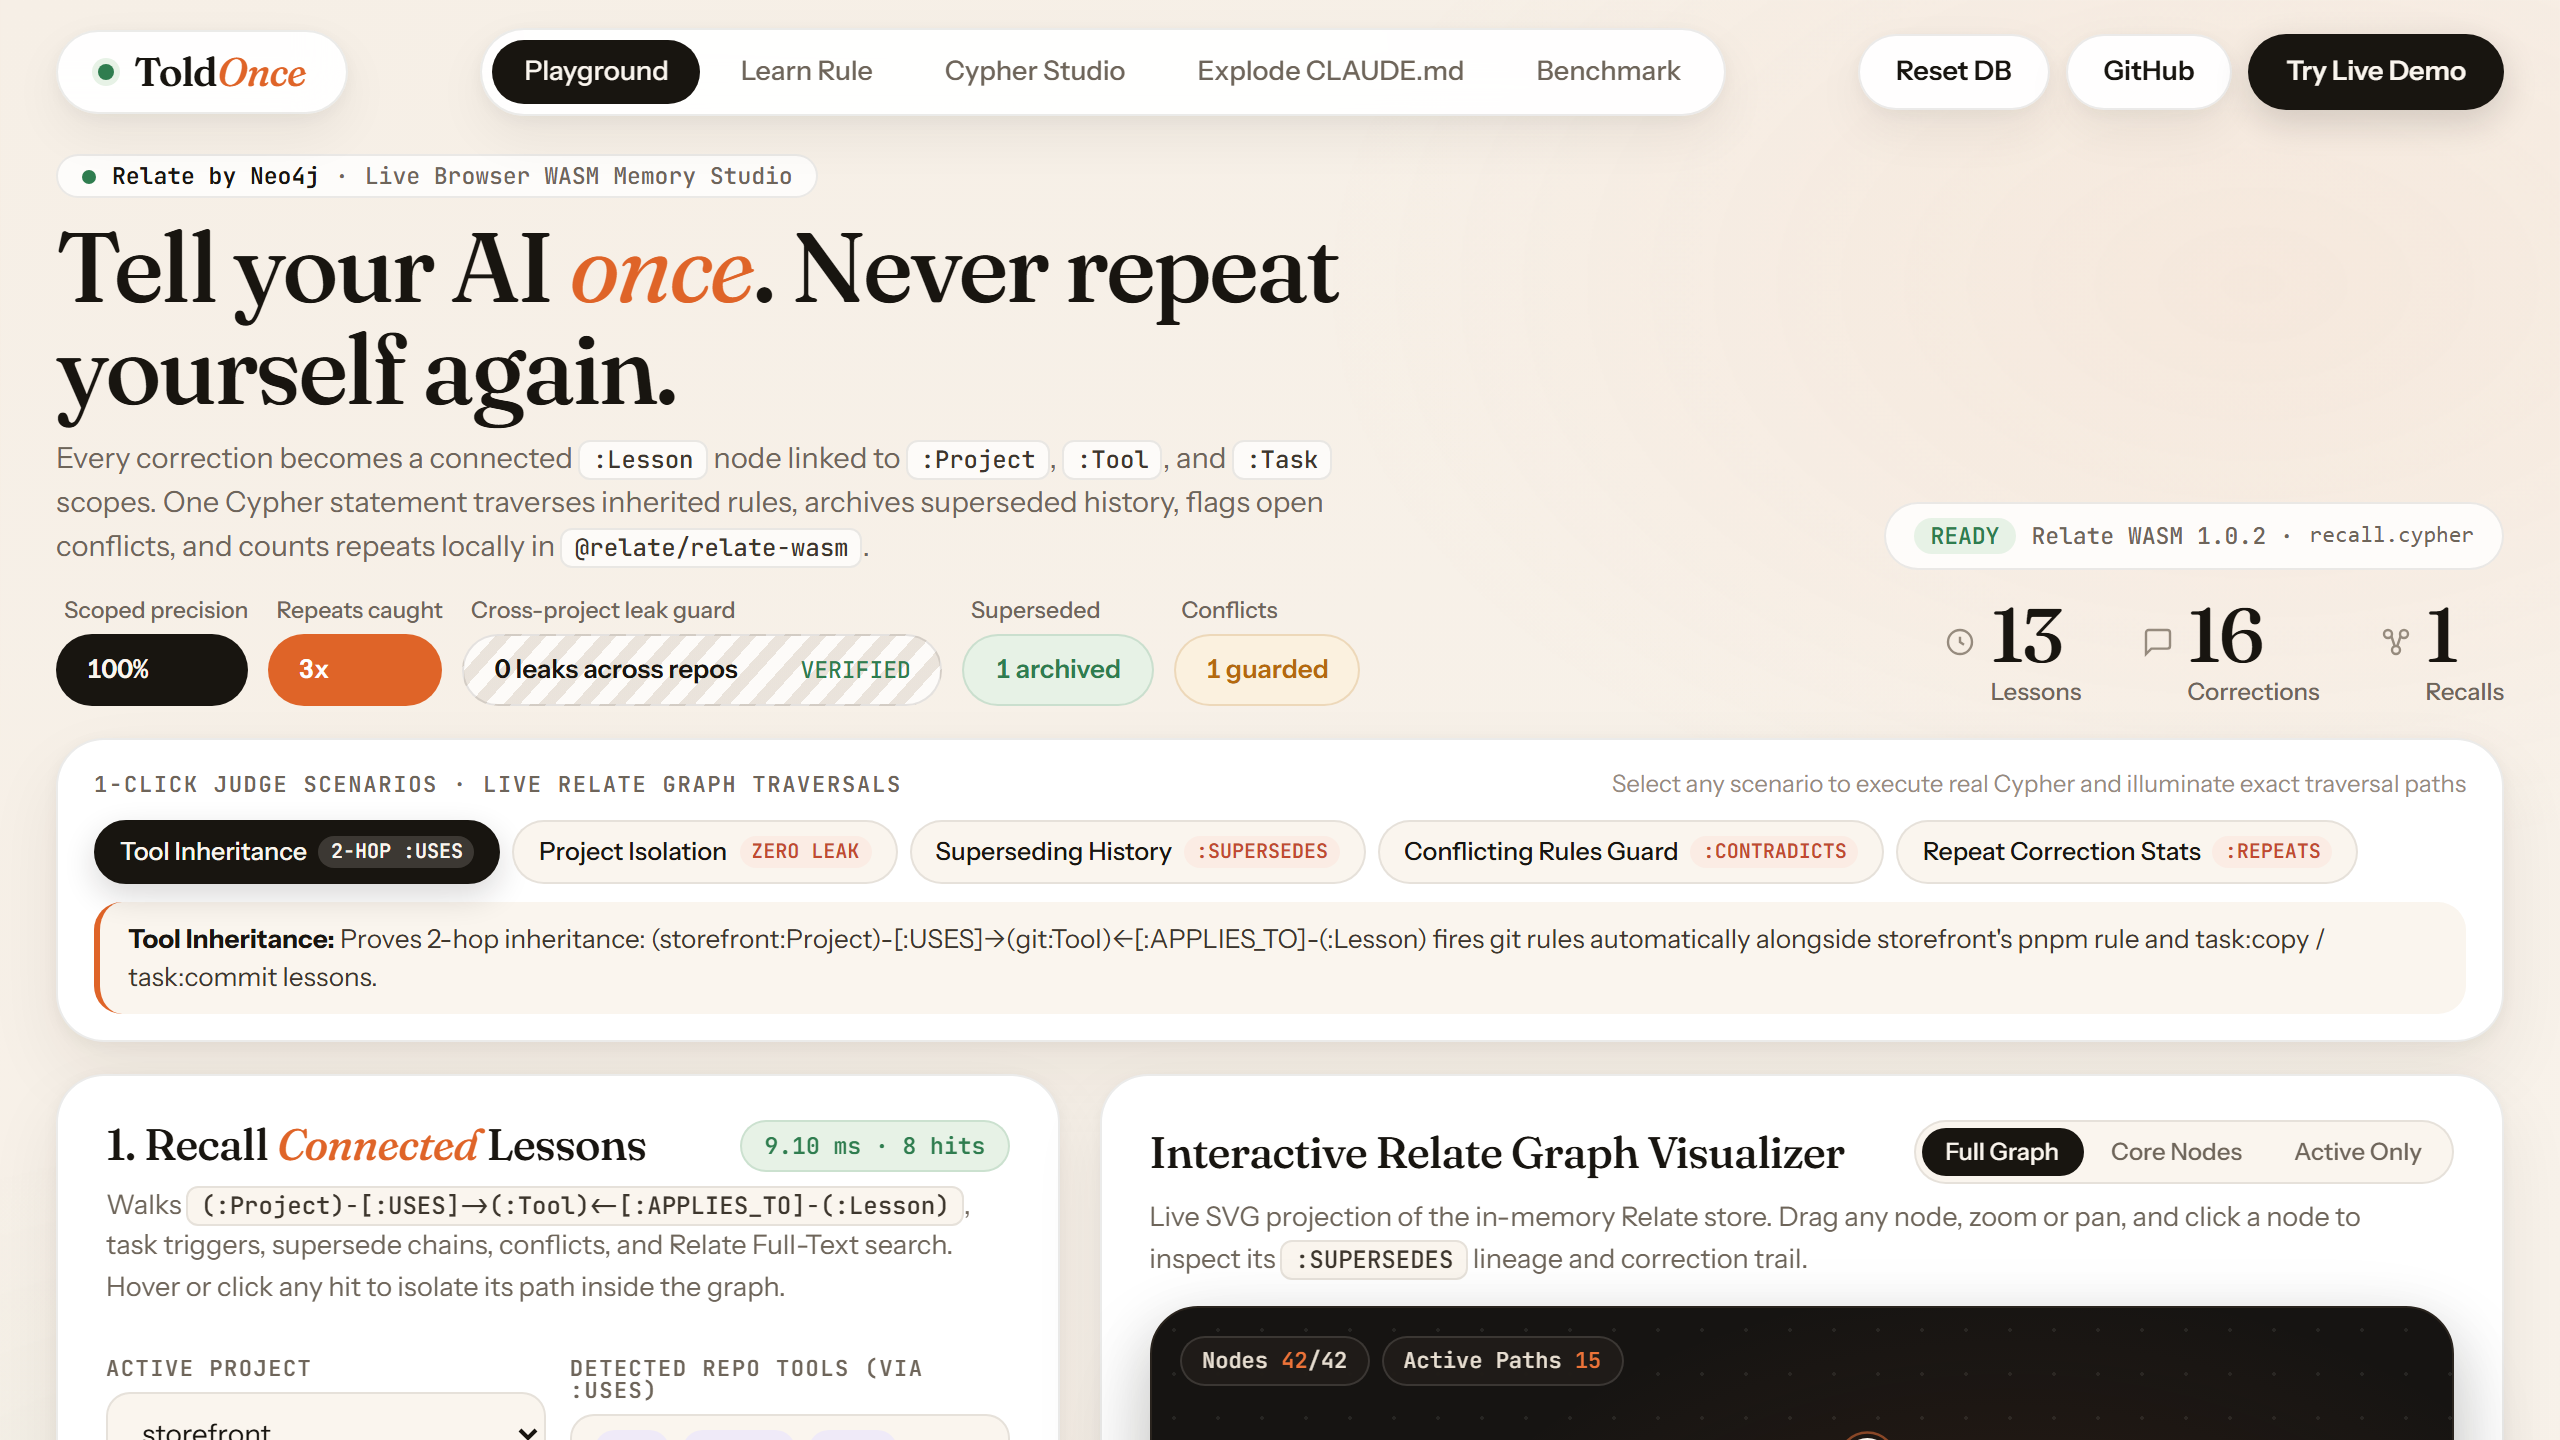 ToldOnce
Playground Learn Rule Cypher Studio Explode CLAUDE.md Benchmark
Reset DB GitHub Try Live Demo
Relate by Neo4j · Live Browser WASM Memory Studio
Tell your AI once. Never repeat
yourself again.
Every correction becomes a connected :Lesson node linked to :Project, :Tool, and :Task
scopes. One Cypher statement traverses inherited rules, archives superseded history, flags open
conflicts, and counts repeats locally in @relate/relate-wasm.
READY Relate WASM 1.0.2 · recall.cypher
Scoped precision Repeats caught Cross-project leak guard Superseded Conflicts
100% 3x 0 leaks across repos VERIFIED 1 archived 1 guarded
13 16 1
Lessons Corrections Recalls
1-CLICK JUDGE SCENARIOS · LIVE RELATE GRAPH TRAVERSALS
Select any scenario to execute real Cypher and illuminate exact traversal paths
Tool Inheritance 2-HOP :USES Project Isolation ZERO LEAK Superseding History :SUPERSEDES Conflicting Rules Guard :CONTRADICTS Repeat Correction Stats :REPEATS
Tool Inheritance: Proves 2-hop inheritance: (storefront:Project)-[:USES]→(git:Tool)←[:APPLIES_TO]-(:Lesson) fires git rules automatically alongside storefront's pnpm rule and task:copy /
task:commit lessons.
1. Recall Connected Lessons
9.10 ms · 8 hits
Walks (:Project)-[:USES]→(:Tool)←[:APPLIES_TO]-(:Lesson),
task triggers, supersede chains, conflicts, and Relate Full-Text search.
Hover or click any hit to isolate its path inside the graph.
ACTIVE PROJECT
storefront
DETECTED REPO TOOLS (VIA
:USES)
Interactive Relate Graph Visualizer
Full Graph Core Nodes Active Only
Live SVG projection of the in-memory Relate store. Drag any node, zoom or pan, and click a node to
inspect its :SUPERSEDES lineage and correction trail.
Nodes 42/42 Active Paths 15